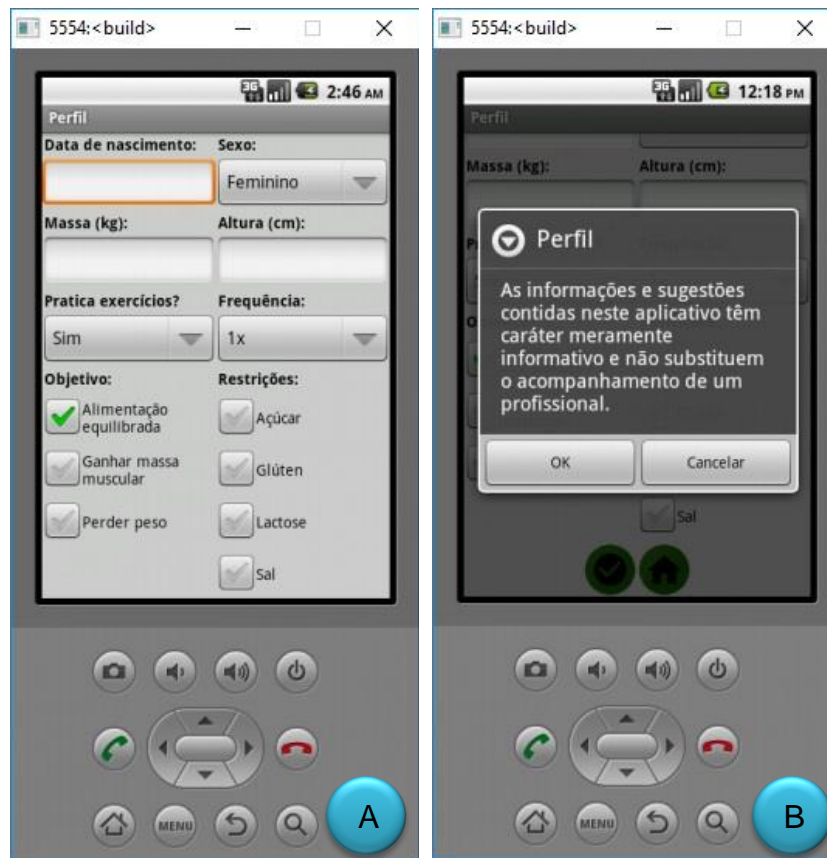 5554:<build>
3G 2:46 AM
Perfil
Data de nascimento: Sexo:
Feminino
Massa (kg): Altura (cm):
Pratica exercícios? Frequência:
Sim 1x
Objetivo: Restrições:
Alimentação
equilibrada
Açúcar
Ganhar massa
muscular
Glúten
Perder peso
Lactose
Sal
MENU
A
5554:<build>
3G 12:18 PM
Perfil
Massa (kg): Altura (cm):
Perfil
As informações e sugestões
contidas neste aplicativo têm
caráter meramente
informativo e não substituem
o acompanhamento de um
profissional.
OK Cancelar
Sal
MENU
B